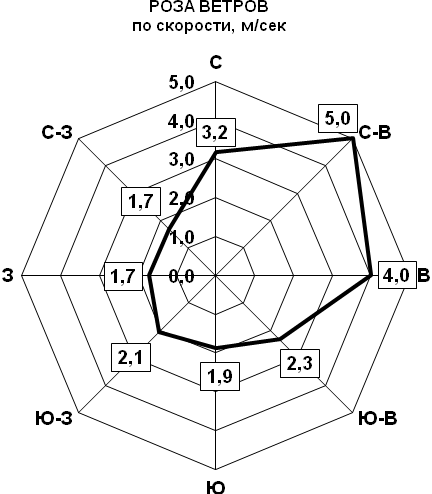 РОЗА ВЕТРОВ
по скорости, м/сек
С
5,0
5,0
4,0
3,2
С-З
С-В
3,0
1,7
2,0
1,0
З
1,7
0,0
4,0
В
2,1
2,3
1,9
Ю-З
Ю-В
Ю